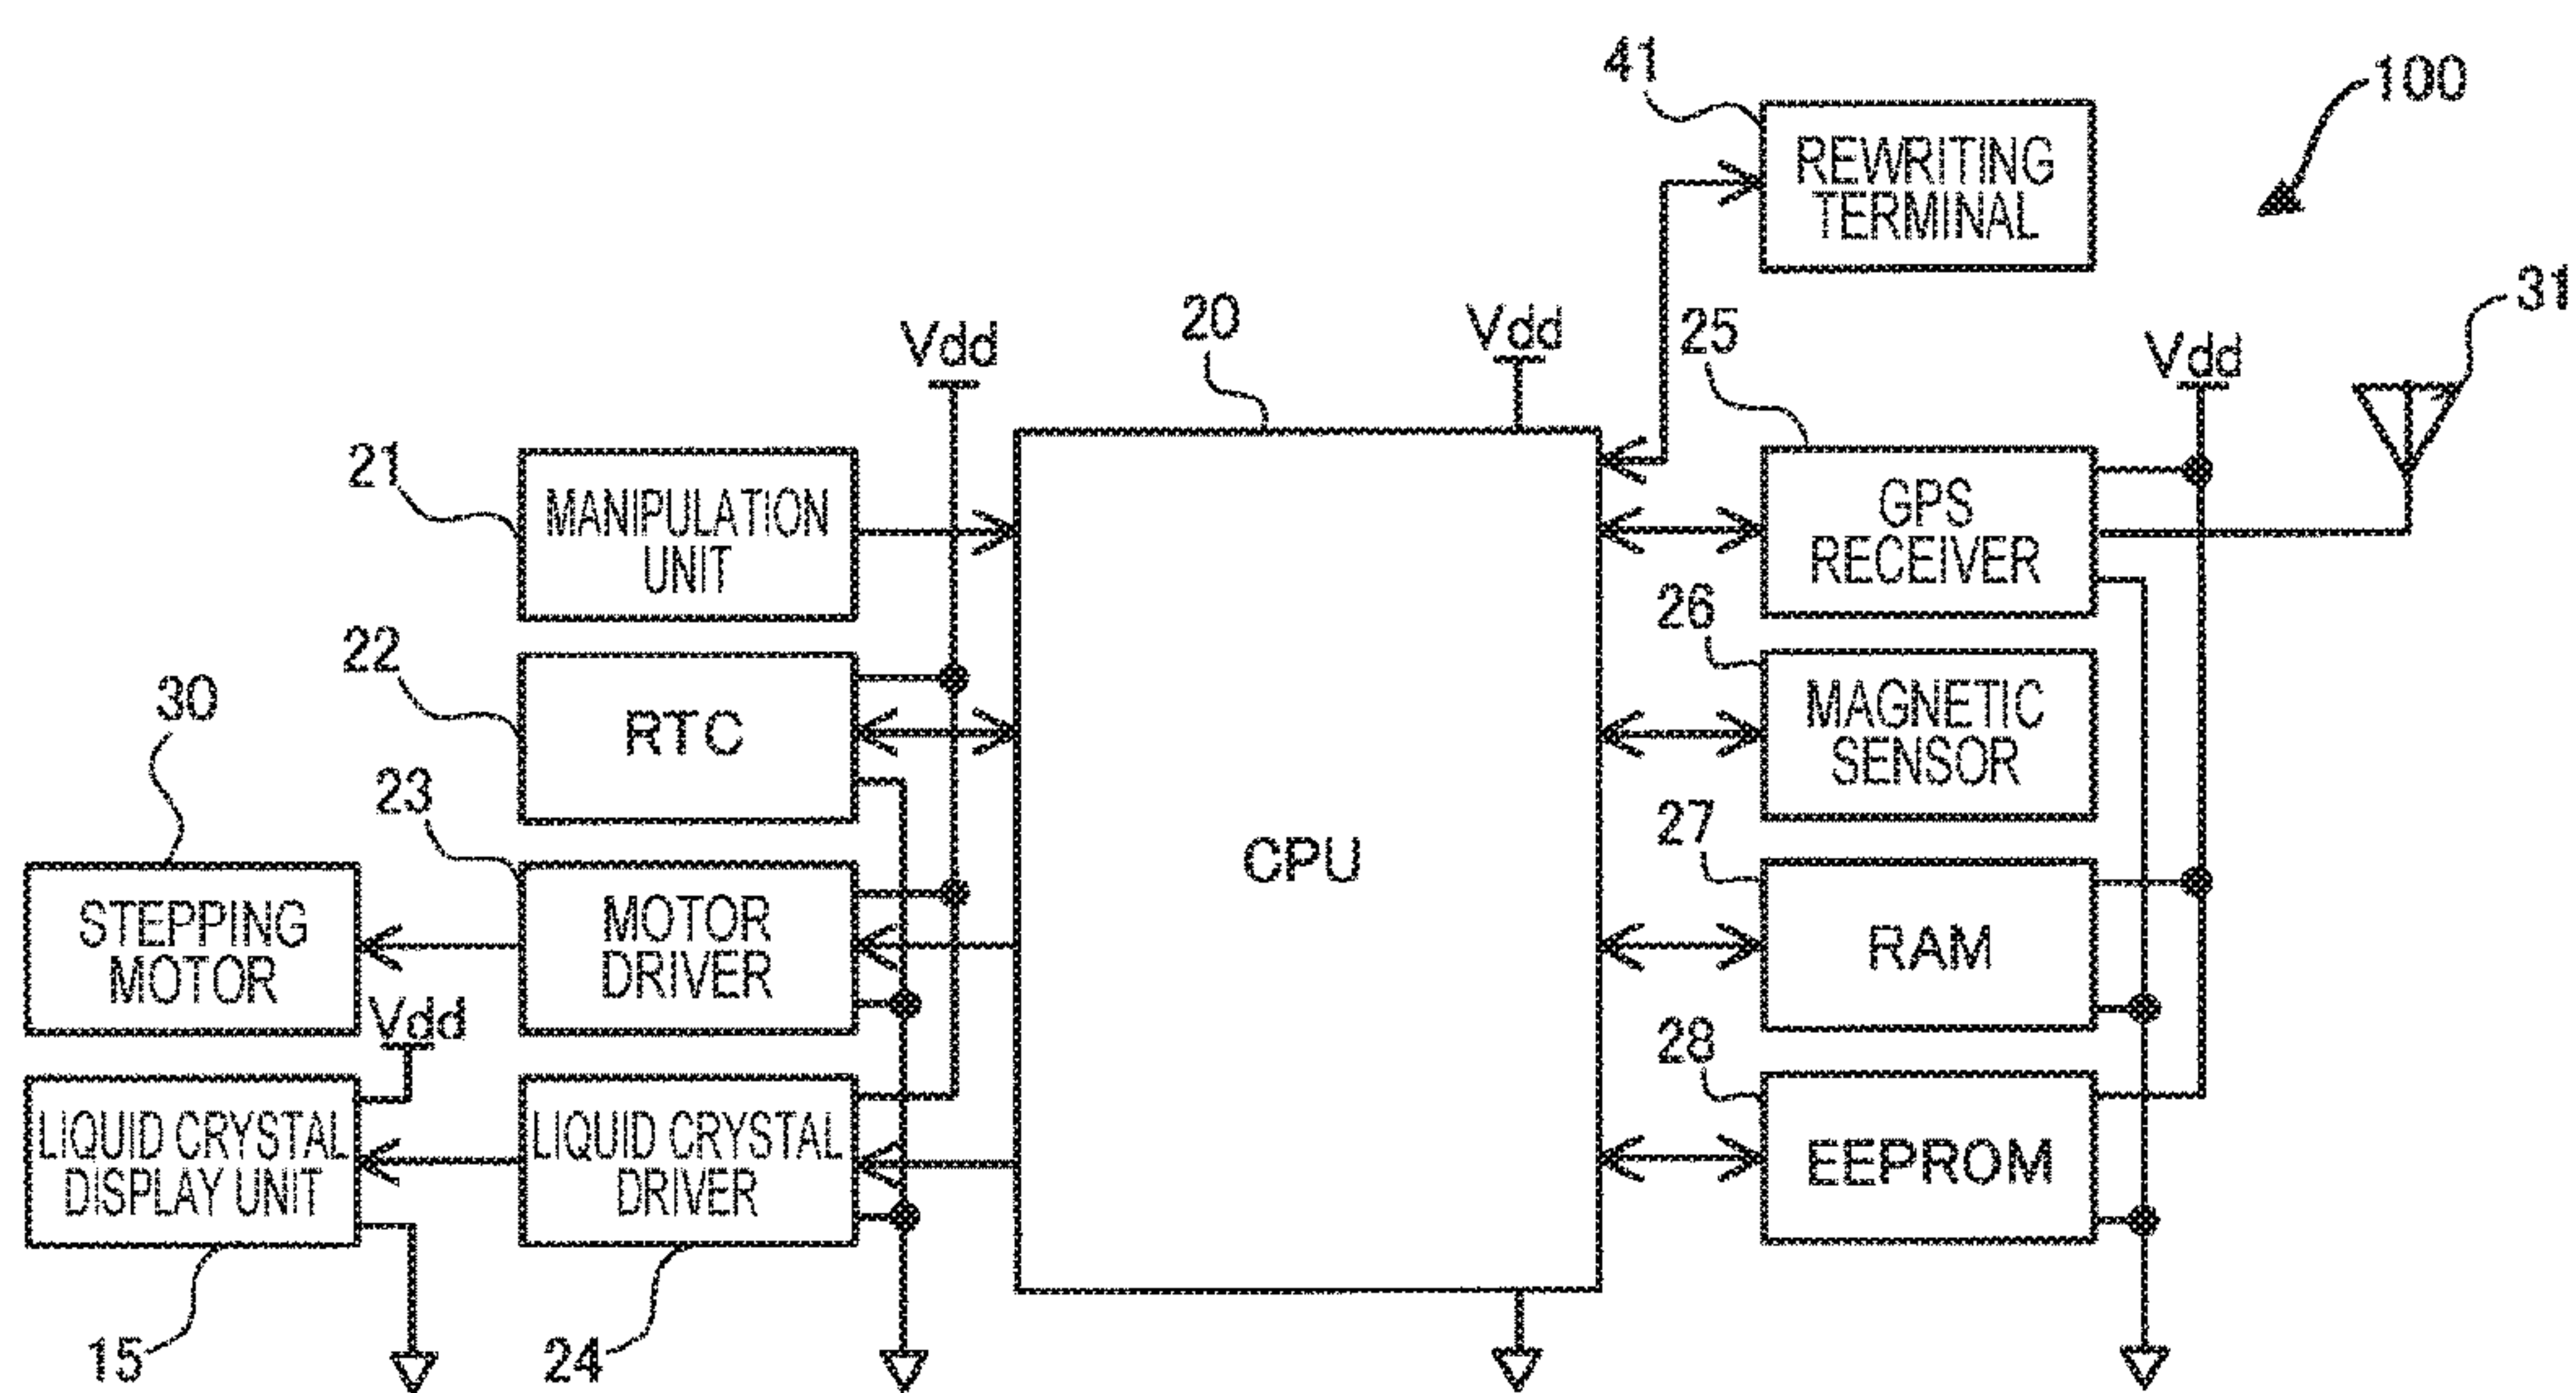 41
100
REWRITING
TERMINAL
31
20
Vdd
Vdd
25
Vdd
21
MANIPULATION
UNIT
GPS
RECEIVER
22
RTC
26
MAGNETIC
SENSOR
30
23
CPU
27
STEPPING
MOTOR
MOTOR
DRIVER
RAM
Vdd
28
LIQUID CRYSTAL
DISPLAY UNIT
LIQUID CRYSTAL
DRIVER
EEPROM
15
24